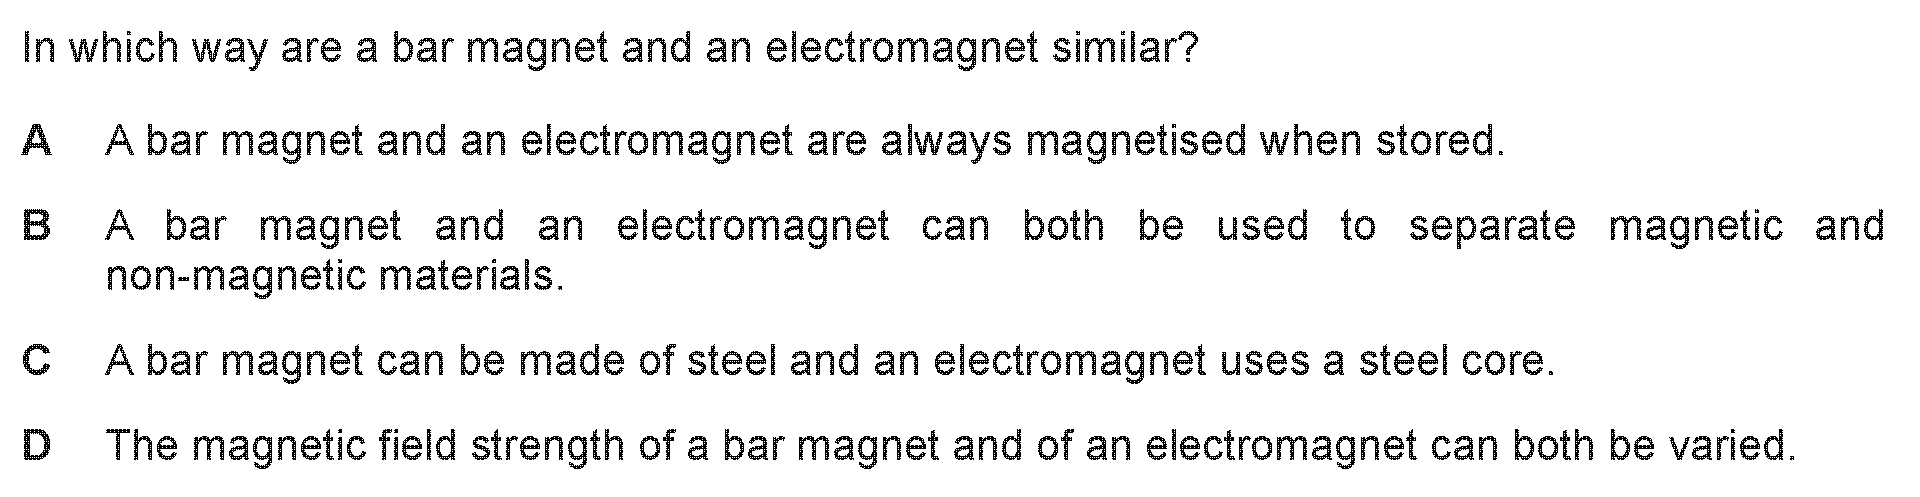 In which way are a bar magnet and an electromagnet similar?
A A bar magnet and an electromagnet are always magnetised when stored.
B A bar magnet and an electromagnet can both be used to separate magnetic and
non-magnetic materials.
C A bar magnet can be made of steel and an electromagnet uses a steel core.
D The magnetic field strength of a bar magnet and of an electromagnet can both be varied.